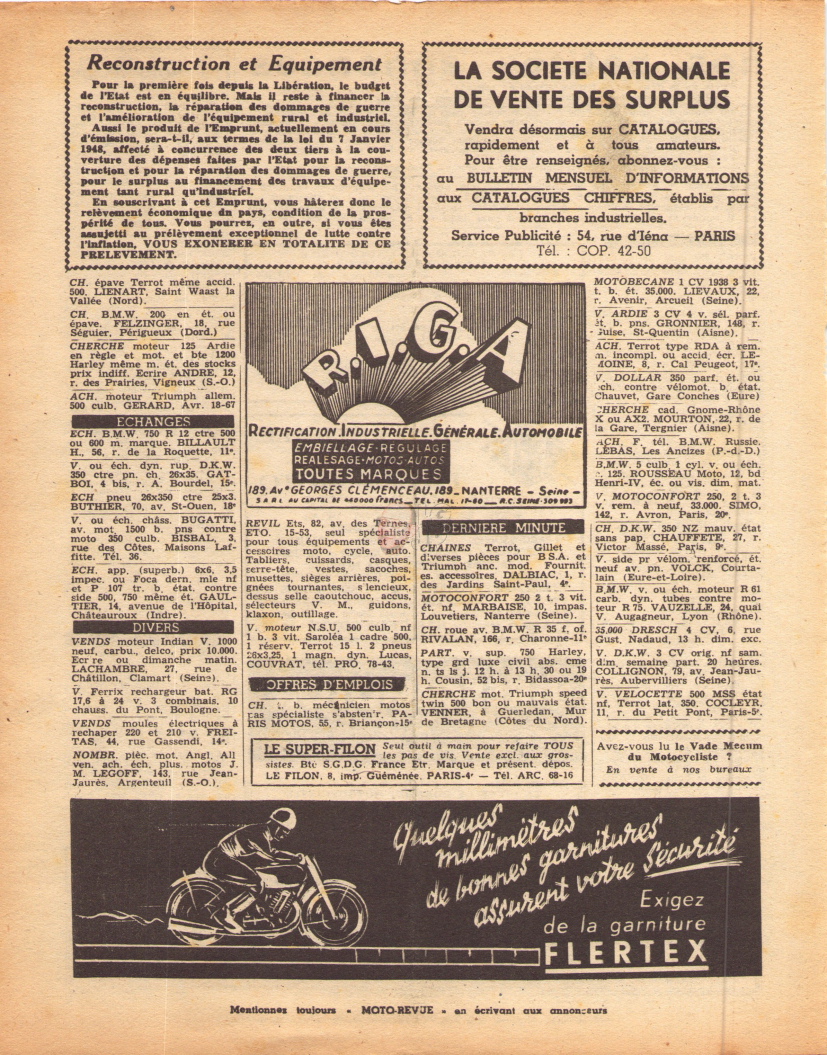 Reconstruction et Equipement
Pour la première fois depuis la Libération, le budget
de l'Etat est en équilibre. Mais il reste à financer la
reconstruction, la réparation des dommages de guerre
et l'amélioration de l'équipement rural et industriel.
Aussi le produit de l'Emprunt, actuellement en cours
d'émission, sera-t-il, aux termes de la loi du 7 Janvier
1948, affecté à concurrence des deux tiers à la cou-
verture des dépenses faites par l'Etat pour la recons-
truction et pour la réparation des dommages de guerre,
pour le surplus au financement des travaux d'équipe-
ment tant rural qu'industriel.
En souscrivant à cet Emprunt, vous hâterez donc le
relèvement économique du pays, condition de la pros-
périté de tous. Vous pourrez, en outre, si vous êtes
assujetti au prélèvement exceptionnel de lutte contre
l'inflation, VOUS EXONERER EN TOTALITE DE CE
PRELEVEMENT.
LA SOCIETE NATIONALE
DE VENTE DES SURPLUS
Vendra désormais sur CATALOGUES,
rapidement et à tous amateurs.
Pour être renseignés, abonnez-vous :
au BULLETIN MENSUEL D'INFORMATIONS
aux CATALOGUES CHIFFRES, établis par
branches industrielles.
Service Publicité : 54, rue d'Iéna — PARIS
Tél. : COP. 42-50
CH. épave Terrot même accid.
500. LIENART, Saint Waast la
Vallée (Nord).
CH. B.M.W. 200 en ét. ou
épave. FELZINGER, 18, rue
Séguier, Périgueux (Dord.)
CHERCHE moteur 125 Ardie
en règle et mot. et bte 1200
Harley même m. ét. des stocks
prix indiff. Ecrire ANDRE, 12,
r. des Prairies, Vigneux (S.-O.)
ACH. moteur Triumph allem.
500 culb. GERARD, Avr. 18-67
ECHANGES
ECH. B.M.W. 750 R 12 ctre 500
ou 600 m. marque. BILLAULT
H., 56, r. de la Roquette, 11e.
V. ou éch. dyn. rup. D.K.W.
350 ctre pn. ch. 26x35. GAT-
BOI, 4 bis, r. A. Bourdel, 15e.
ECH pneu 26x350 ctre 25x3.
BUTHIER, 70, av. St-Ouen, 18e
V. ou éch. châss. BUGATTI,
av. mot. 1500 b. pns contre
moto 350 culb. BISBAL, 3,
rue des Côtes, Maisons Laf-
fitte. Tél. 36.
ECH. app. (superb.) 6x6, 3,5
impec. ou Foca dern. mle nf
et P 107 tr. b. état. contre
side 500, 750 même ét. GAUL-
TIER, 14, avenue de l'Hôpital,
Châteauroux (Indre).
DIVERS
VENDS moteur Indian V. 1000
neuf, carbu., delco, prix 10.000.
Ecr re ou dimanche matin.
LACHAMBRE, 27, rue de
Châtillon, Clamart (Seine).
V. Ferrix rechargeur bat. RG
17,6 à 24 v. 3 combinais. 10
chaus. du Pont, Boulogne.
VENDS moules électriques à
rechaper 220 et 210 v. FREI-
TAS, 44, rue Gassendi, 14e.
NOMBR. pièc. mot. Angl. All
ven. ach. éch. plus. motos J.
M. LEGOFF, 143, rue Jean-
Jaurès, Argenteuil (S.-O.).
R.I.G.A
RECTIFICATION.INDUSTRIELLE.GÉNÉRALE.AUTOMOBILE
EMBIELLAGE-REGULAGE
REALESAGE-MOTOS-AUTOS
TOUTES MARQUES
189, Ave GEORGES CLÉMENCEAU.189_NANTERRE - Seine -
SARL AU CAPITAL DE FRANCS _ TEL. MAL. 17-60 _ R.C. SEINE 309993
REVIL Ets, 82, av. des Ternes,
ETO. 15-53, seul spécialiste
pour tous équipements et ac-
cessoires moto, cycle, auto.
Tabliers, cuissards, casques,
serre-tête, vestes, sacoches,
musettes, sièges arrières, poi-
gnées tournantes, s'lencieux,
dessus selle caoutchouc, accus,
sélecteurs V. M., guidons,
klaxon, outillage.
V. moteur N.S.U. 500 culb. nf
1 b. 3 vit. Saroléa 1 cadre 500,
1 réserv. Terrot 15 l. 2 pneus
26x3,25, 1 magn. dyn. Lucas,
COUVRAT, tél. PRO. 78-43.
OFFRES D'EMPLOIS
CH. t. b. mécanicien motos
pas spécialiste s'absten'r. PA-
RIS MOTOS, 55, r. Briançon-15e
DERNIERE MINUTE
CHAINES Terrot, Gillet et
diverses pièces pour B.S.A. et
Triumph anc. mod. Fournit.
es. accessoires, DALBIAC, 1, r.
des Jardins Saint-Paul, 4e.
MOTOCONFORT 250 2 t. 3 vit.
ét. nf, MARBAISE, 10, impas.
Louvetiers, Nanterre (Seine).
CH. roue av. B.M.W. R 35 f. of.
RIVALAN, 166, r. Charonne-11e
PART. v. sup. 750 Harley,
type grd luxe civil abs. cme
n. ts ls j. 12 h. à 13 h. 30 ou 19
h. Cousin, 52 bis, r. Bidassoa-20e
CHERCHE mot. Triumph speed
twin 500 bon ou mauvais état.
VENNER, à Guerledan, Mur
de Bretagne (Côtes du Nord).
LE SUPER-FILON Seul outil à main pour refaire TOUS
les pas de vis. Vente excl. aux gros-
sistes. Bté S.G.D.G. France Etr. Marque et présent. dépos.
LE FILON, 8, imp. Guéménée, PARIS-4e — Tél. ARC. 68-16
MOTOBECANE 1 CV 1938 3 vit.
t. b. ét. 35.000. LIEVAUX, 22,
r. Avenir, Arcueil (Seine).
V. ARDIE 3 CV 4 v. sél. parf.
ét. b. pns. GRONNIER, 148, r.
Guise, St-Quentin (Aisne).
ACH. Terrot type RDA à rem.
m. incompl. ou accid. écr. LE-
MOINE, 8, r. Cal Peugeot, 17e.
V. DOLLAR 350 parf. ét. ou
éch. contre vélomot. b. état.
Chauvet, Gare Conches (Eure)
CHERCHE cad. Gnome-Rhône
X ou AX2. MOURTON, 22, r. de
la Gare, Tergnier (Aisne).
ACH. F. tél. B.M.W. Russie.
LEBAS, Les Ancizes (P.-d.-D.)
B.M.W. 5 culb 1 cyl. v. ou éch.
c. 125. ROUSSEAU Moto, 12, bd
Henri-IV, éc. ou vis. dim. mat.
V. MOTOCONFORT 250, 2 t. 3
v. rem. à neuf, 33.000. SIMO,
142, r. Avron, Paris, 20e.
CH. D.K.W. 350 NZ mauv. état
sans pap. CHAUFFETE, 27, r.
Victor Massé, Paris, 9e.
V. side pr vélom. renforcé, ét.
neuf av. pn. VOLCK, Courta-
lain (Eure-et-Loire).
B.M.W. v. ou éch. moteur R 61
carb. dyn. tubes contre mo-
teur R 75. VAUZELLE, 24, quai
V. Augagneur, Lyon (Rhône).
35.000 DRESCH 4 CV, 6, rue
Gust, Nadaud, 13 h. dim. exc.
V. D.K.W. 3 CV orig. nf sam.
dim. semaine part. 20 heures.
COLLIGNON, 79, av. Jean-Jau-
rès, Aubervilliers (Seine).
V. VELOCETTE 500 MSS état
nf, Terrot lat. 350, COCLEYR,
11, r. du Petit Pont, Paris-5e.
Avez-vous lu le Vade Mecum
du Motocycliste ?
En vente à nos bureaux
Quelques
millimètres
de bonnes garnitures
assurent votre Sécurité
Exigez
de la garniture
FLERTEX
Mentionnez toujours « MOTO-REVUE » en écrivant aux annonceurs